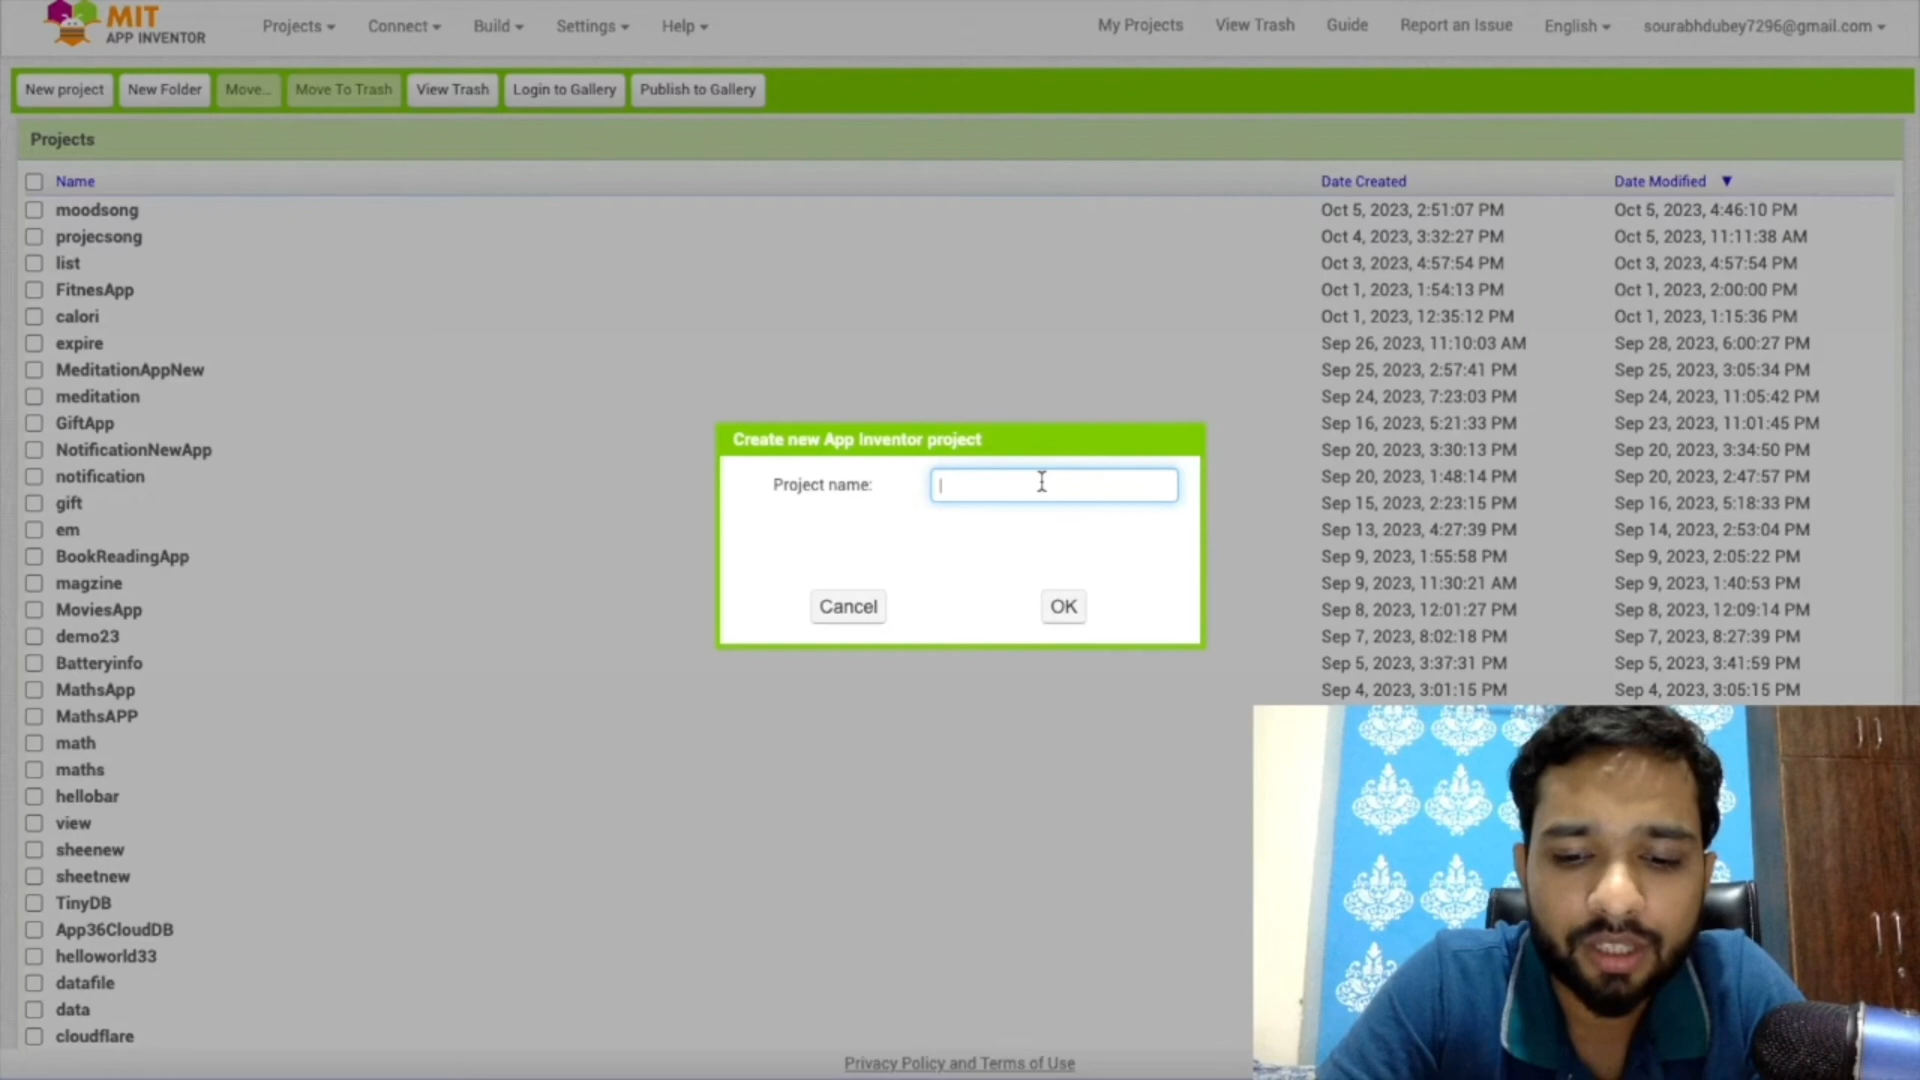 MIT
APP INVENTOR
Projects
Connect
Build
Settings
Help
My Projects
View Trash
Guide
Report an Issue
English
sourabhdubey7296@gmail.com
New project
New Folder
Move...
Move To Trash
View Trash
Login to Gallery
Publish to Gallery
Projects
Name Date Created Date Modified ▼
moodsong Oct 5, 2023, 2:51:07 PM Oct 5, 2023, 4:46:10 PM
projecsong Oct 4, 2023, 3:32:27 PM Oct 5, 2023, 11:11:38 AM
list Oct 3, 2023, 4:57:54 PM Oct 3, 2023, 4:57:54 PM
FitnesApp Oct 1, 2023, 1:54:13 PM Oct 1, 2023, 2:00:00 PM
calori Oct 1, 2023, 12:35:12 PM Oct 1, 2023, 1:15:36 PM
expire Sep 26, 2023, 11:10:03 AM Sep 28, 2023, 6:00:27 PM
MeditationAppNew Sep 25, 2023, 2:57:41 PM Sep 25, 2023, 3:05:34 PM
meditation Sep 24, 2023, 7:23:03 PM Sep 24, 2023, 11:05:42 PM
GiftApp Sep 16, 2023, 5:21:33 PM Sep 23, 2023, 11:01:45 PM
NotificationNewApp Sep 20, 2023, 3:30:13 PM Sep 20, 2023, 3:34:50 PM
notification Sep 20, 2023, 1:48:14 PM Sep 20, 2023, 2:47:57 PM
gift Sep 15, 2023, 2:23:15 PM Sep 16, 2023, 5:18:33 PM
em Sep 13, 2023, 4:27:39 PM Sep 14, 2023, 2:53:04 PM
BookReadingApp Sep 9, 2023, 1:55:58 PM Sep 9, 2023, 2:05:22 PM
magzine Sep 9, 2023, 11:30:21 AM Sep 9, 2023, 1:40:53 PM
MoviesApp Sep 8, 2023, 12:01:27 PM Sep 8, 2023, 12:09:14 PM
demo23 Sep 7, 2023, 8:02:18 PM Sep 7, 2023, 8:27:39 PM
Batteryinfo Sep 5, 2023, 3:37:31 PM Sep 5, 2023, 3:41:59 PM
MathsApp Sep 4, 2023, 3:01:15 PM Sep 4, 2023, 3:05:15 PM
MathsAPP
math
maths
hellobar
view
sheenew
sheetnew
TinyDB
App36CloudDB
helloworld33
datafile
data
cloudflare
Create new App Inventor project
Project name:
Cancel OK
Privacy Policy and Terms of Use